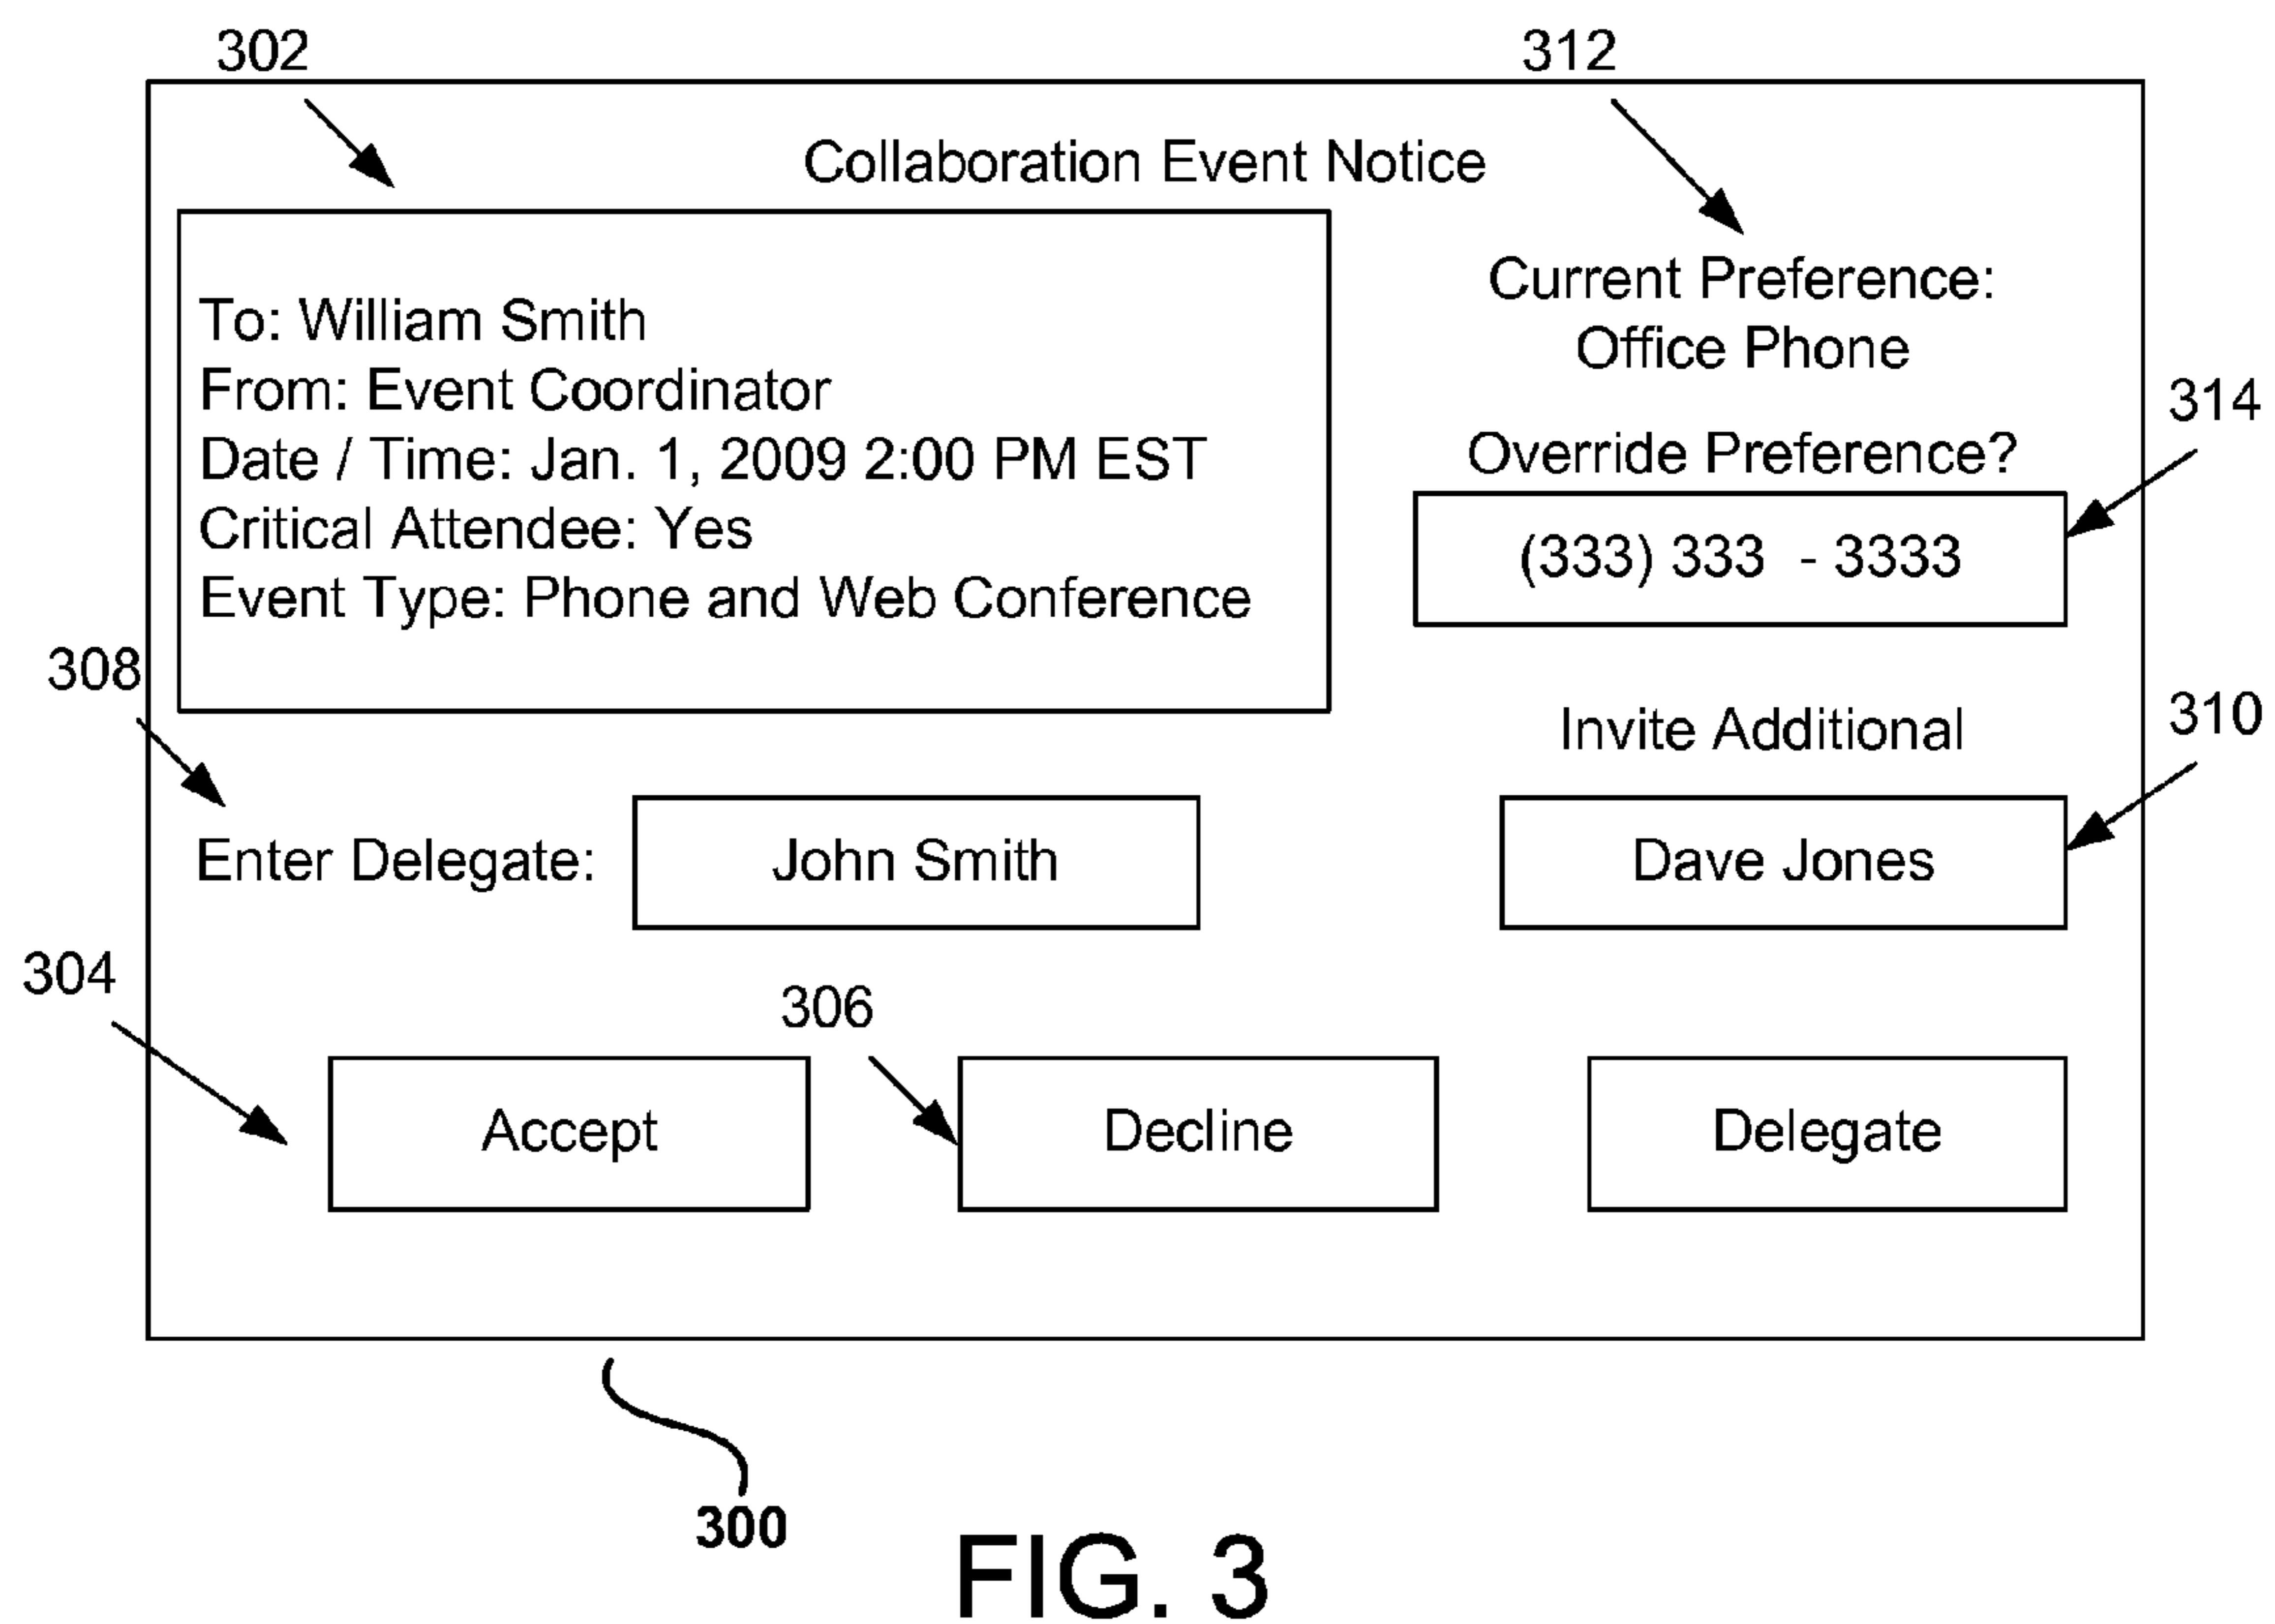 302
312
Collaboration Event Notice
To: William Smith
From: Event Coordinator
Date / Time: Jan. 1, 2009 2:00 PM EST
Critical Attendee: Yes
Event Type: Phone and Web Conference
Current Preference:
Office Phone
314
Override Preference?
(333) 333 - 3333
308
310
Invite Additional
Enter Delegate:
John Smith
Dave Jones
304
306
Accept
Decline
Delegate
300
FIG. 3